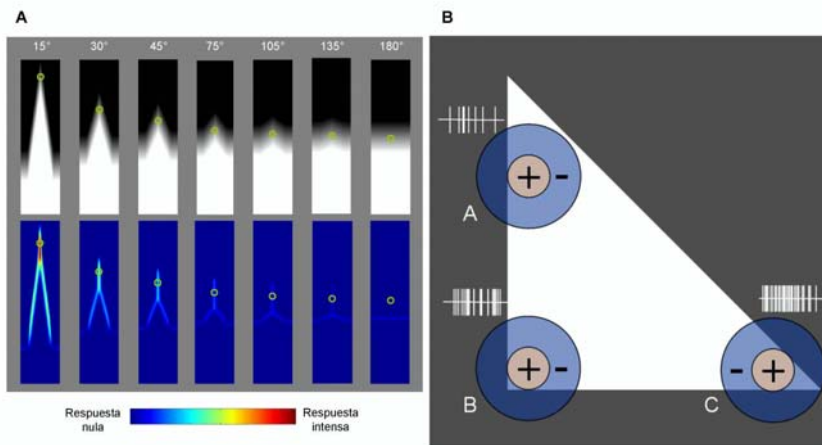 A
B
15° 30° 45° 75° 105° 135° 180°
Respuesta
nula
Respuesta
intensa
+ -
A
+ -
B
- +
C